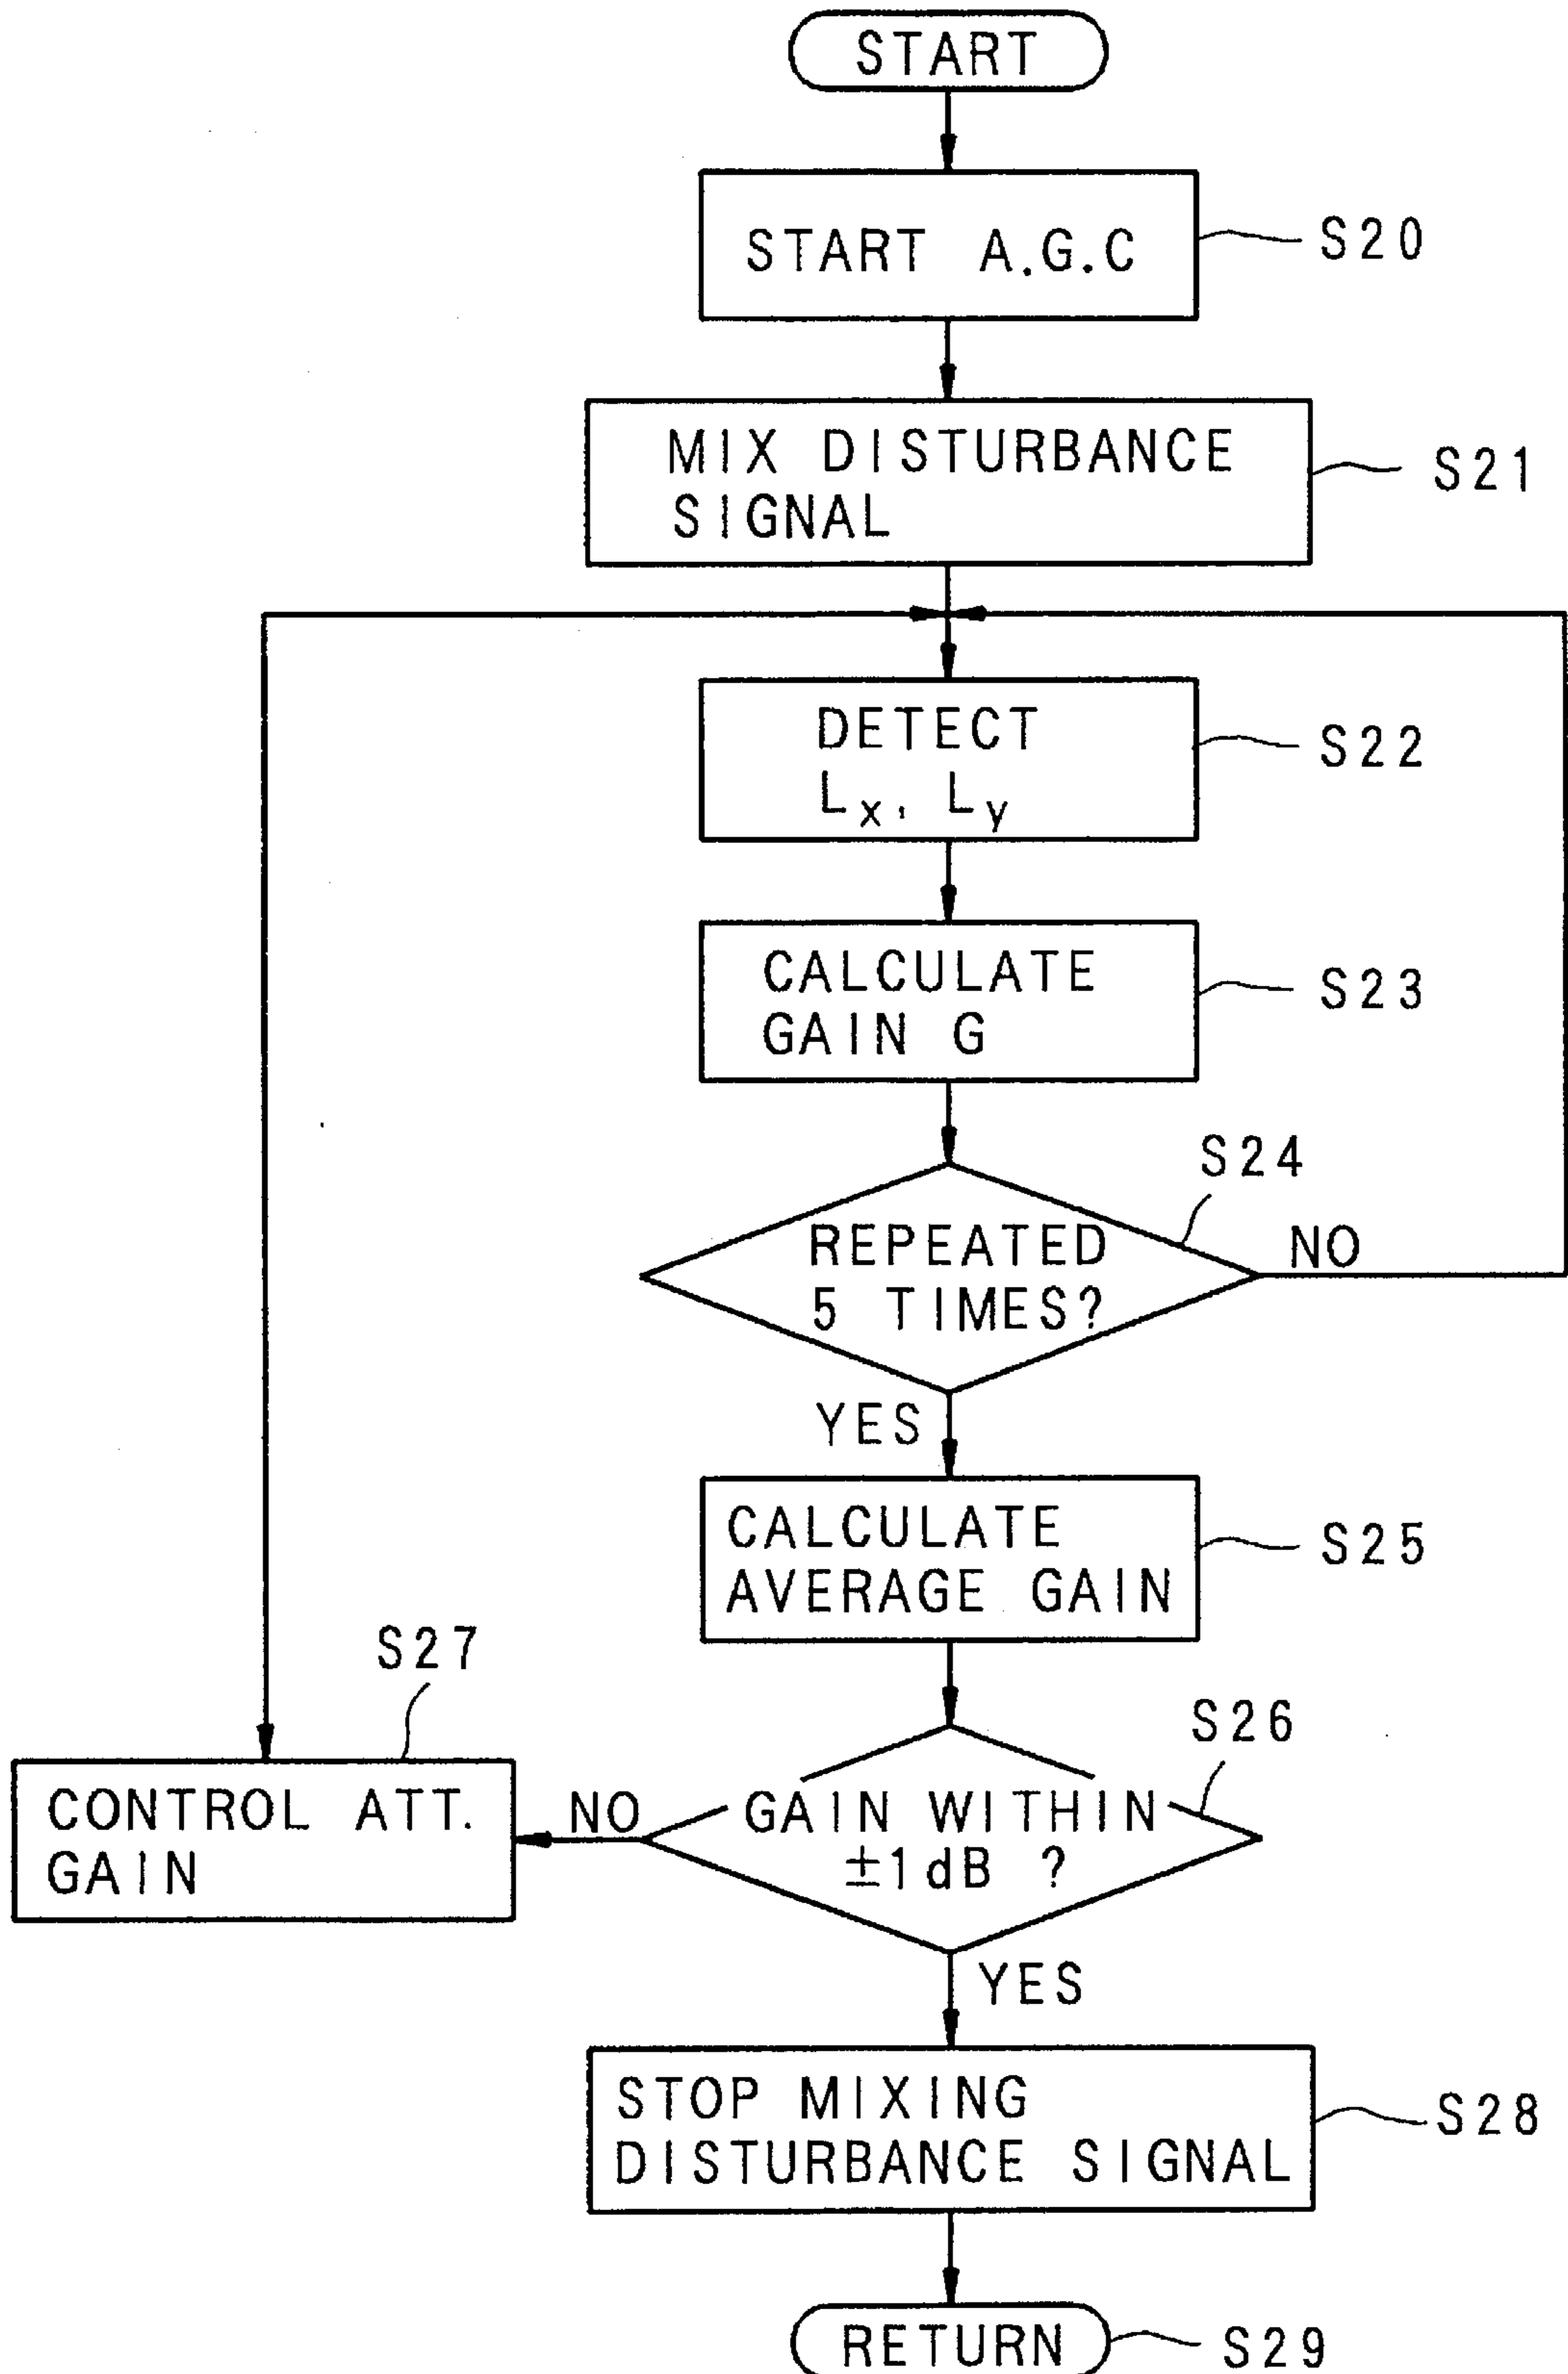 START
START A.G.C
S20
MIX DISTURBANCE
SIGNAL
S21
DETECT
Lx, Ly
S22
CALCULATE
GAIN G
S23
S24
REPEATED
5 TIMES?
NO
YES
CALCULATE
AVERAGE GAIN
S25
S27
CONTROL ATT.
GAIN
NO
S26
GAIN WITHIN
±1dB ?
YES
STOP MIXING
DISTURBANCE SIGNAL
S28
RETURN
S29